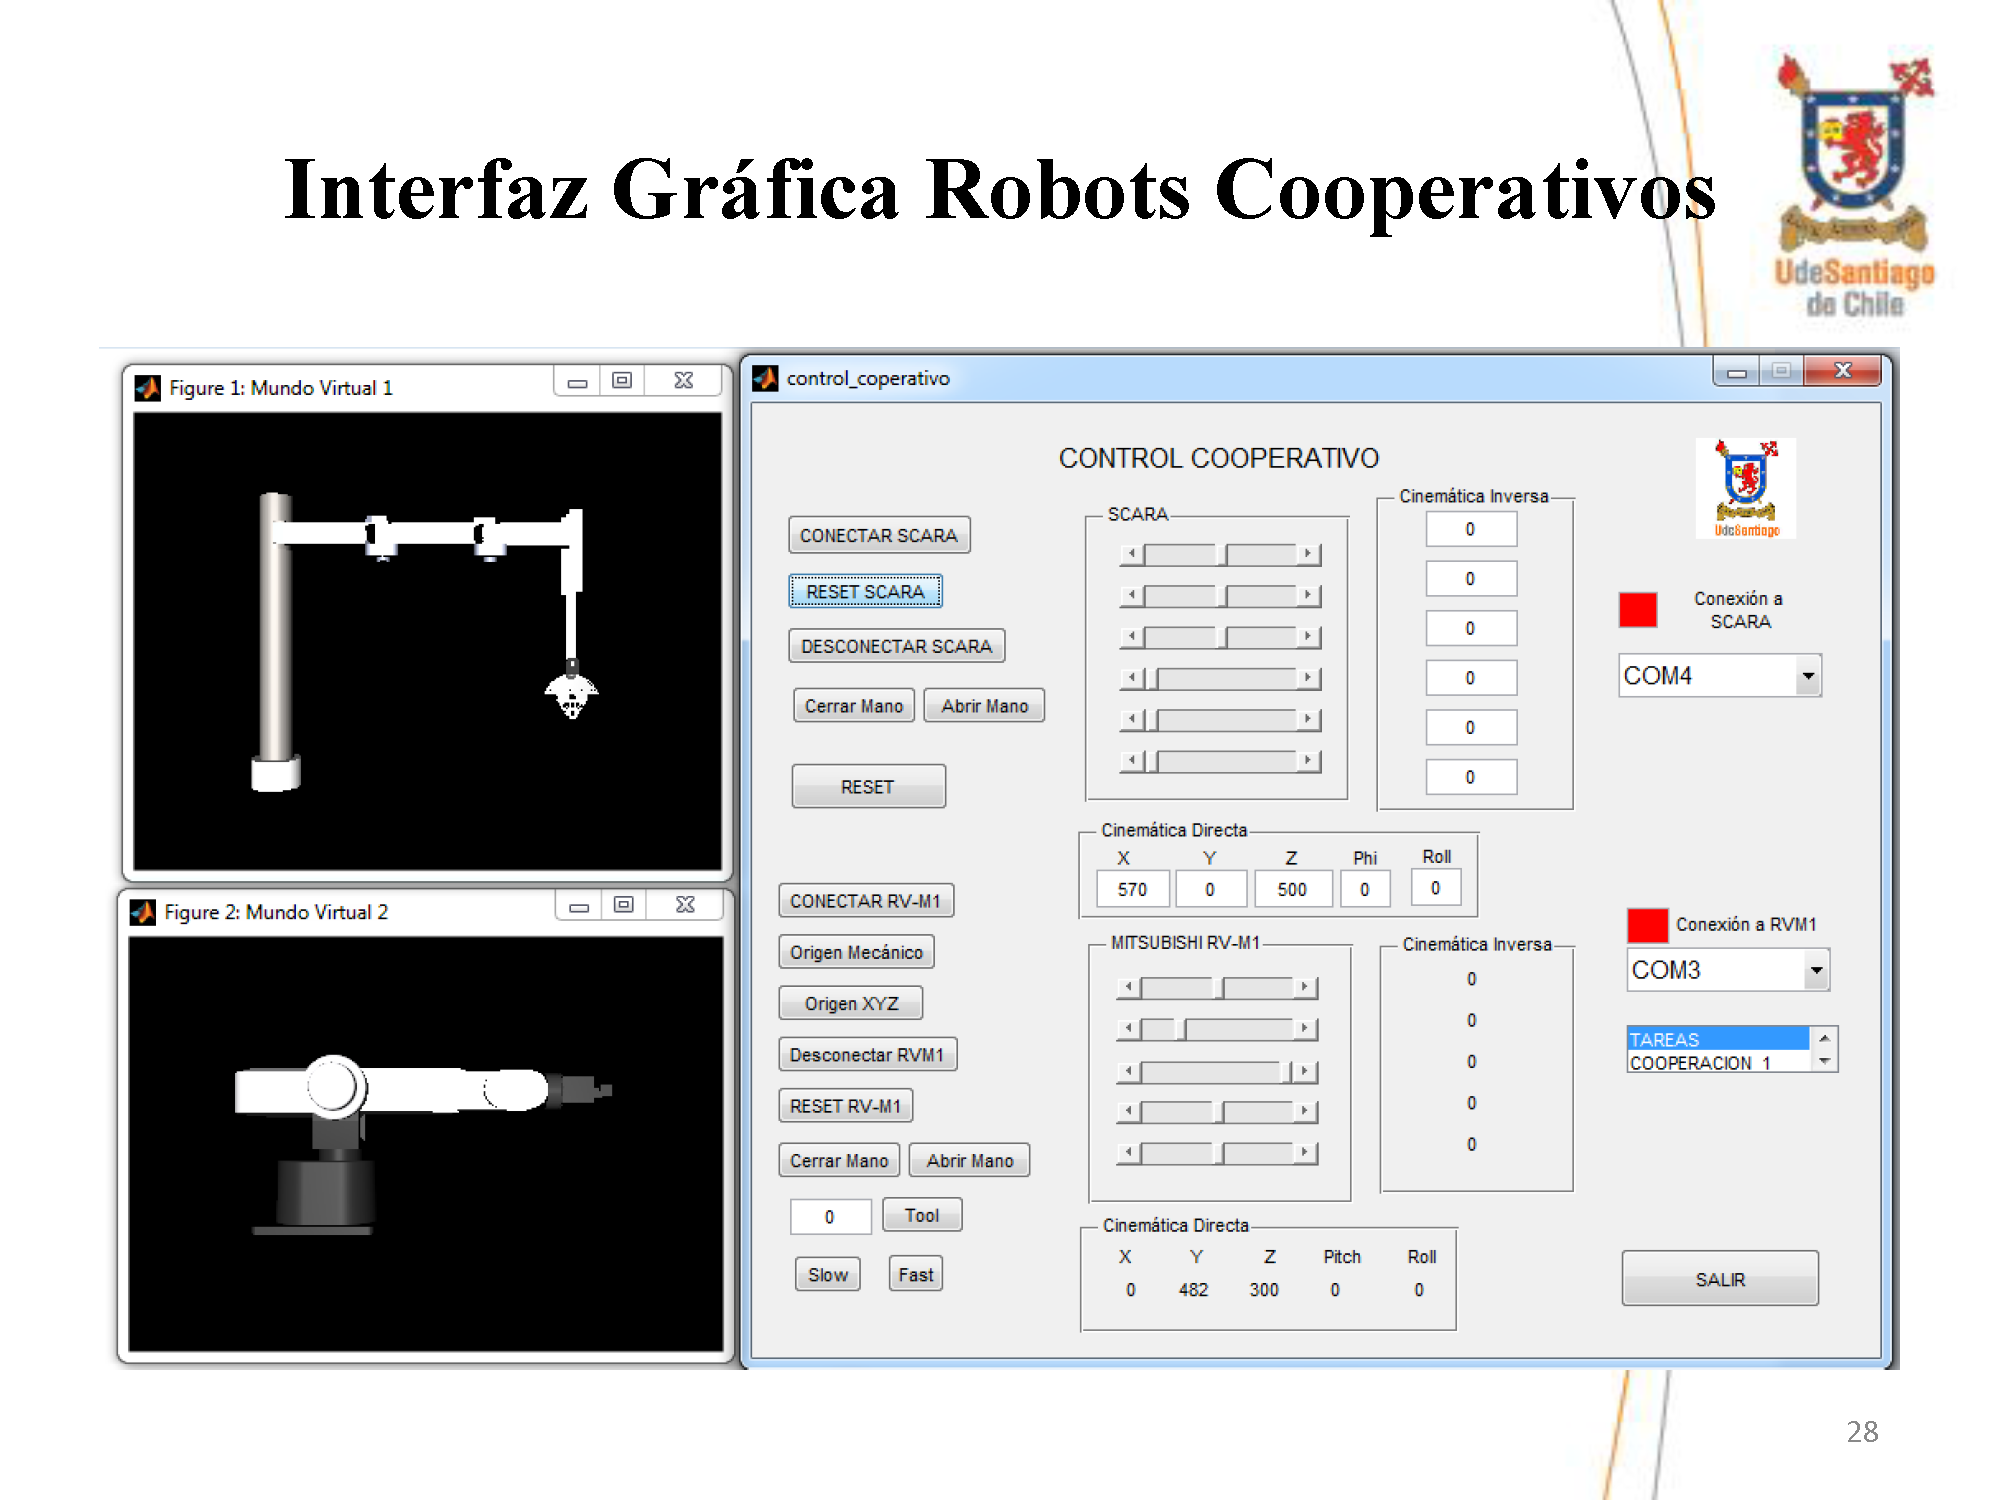 Interfaz Gráfica Robots Cooperativos
UdeSantiago
de Chile
Figure 1: Mundo Virtual 1
Figure 2: Mundo Virtual 2
control_coperativo
CONTROL COOPERATIVO
CONECTAR SCARA
RESET SCARA
DESCONECTAR SCARA
Cerrar Mano
Abrir Mano
RESET
SCARA
Cinemática Inversa
0
0
0
0
0
0
UdeSantiago
Conexión a
SCARA
COM4
Cinemática Directa
X Y Z Phi Roll
570 0 500 0 0
CONECTAR RV-M1
Origen Mecánico
Origen XYZ
Desconectar RVM1
RESET RV-M1
Cerrar Mano
Abrir Mano
0
Tool
Slow
Fast
MITSUBISHI RV-M1
Cinemática Inversa
0
0
0
0
0
Conexión a RVM1
COM3
TAREAS
COOPERACION_1
Cinemática Directa
X Y Z Pitch Roll
0 482 300 0 0
SALIR
28